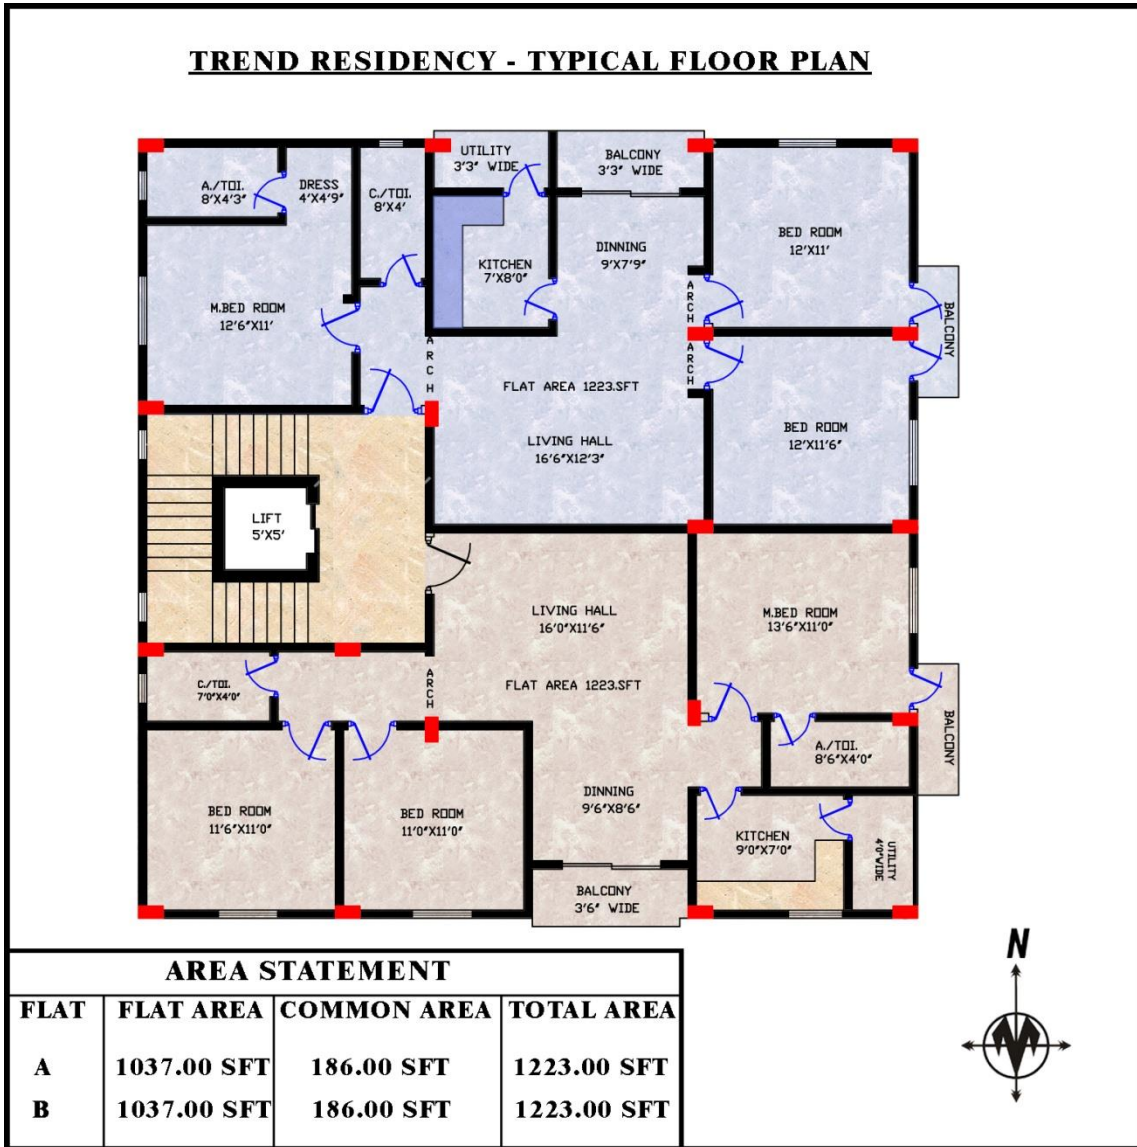 TREND RESIDENCY - TYPICAL FLOOR PLAN
A./TOI.
8'X4'3"
DRESS
4'X4'9"
C./TOI.
8'X4'
UTILITY
3'3" WIDE
BALCONY
3'3" WIDE
BED ROOM
12'X11'
KITCHEN
7'X8'0"
DINNING
9'X7'9"
M.BED ROOM
12'6"X11'
ARCH
ARCH
ARCH
BALCONY
FLAT AREA 1223.SFT
LIVING HALL
16'6"X12'3"
BED ROOM
12'X11'6"
LIFT
5'X5'
LIVING HALL
16'0"X11'6"
M.BED ROOM
13'6"X11'0"
C./TOI.
7'0"X4'0"
ARCH
FLAT AREA 1223.SFT
BALCONY
A./TOI.
8'6"X4'0"
BED ROOM
11'6"X11'0"
BED ROOM
11'0"X11'0"
DINNING
9'6"X8'6"
KITCHEN
9'0"X7'0"
UTILITY
4'0"WIDE
BALCONY
3'6" WIDE
N
AREA STATEMENT
FLAT FLAT AREA COMMON AREA TOTAL AREA
A 1037.00 SFT 186.00 SFT 1223.00 SFT
B 1037.00 SFT 186.00 SFT 1223.00 SFT